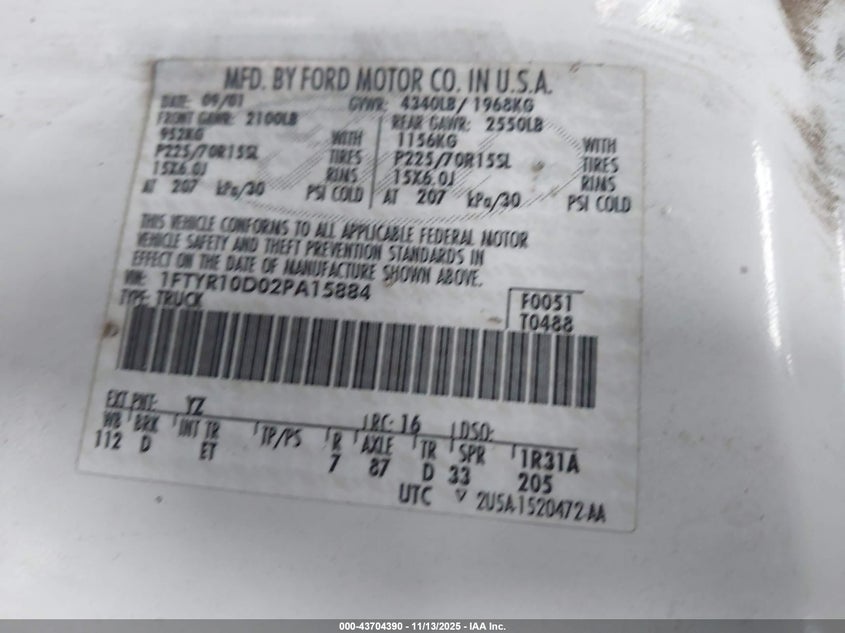 MFD. BY FORD MOTOR CO. IN U.S.A.
DATE: 09/01 GVWR: 4340LB/ 1968KG
FRONT GAWR: 2100LB REAR GAWR: 2550LB
952KG WITH 1156KG WITH
P225/70R15SL TIRES P225/70R15SL TIRES
15X6.0J RIMS 15X6.0J RIMS
AT 207 kPa/30 PSI COLD AT 207 kPa/30 PSI COLD
THIS VEHICLE CONFORMS TO ALL APPLICABLE FEDERAL MOTOR
VEHICLE SAFETY AND THEFT PREVENTION STANDARDS IN
EFFECT ON THE DATE OF MANUFACTURE SHOWN ABOVE.
VIN: 1FTYR10D02PA15884 F0051
TYPE: TRUCK T0488
EXT PNT: YZ RC: 16 DSO:
WB BRK INT TR TP/PS R AXLE TR SPR 1R31A
112 D ET 7 87 D 33 205
UTC ▽ 2U5A-1520472-AA
000-43704390 - 11/13/2025 - IAA Inc.